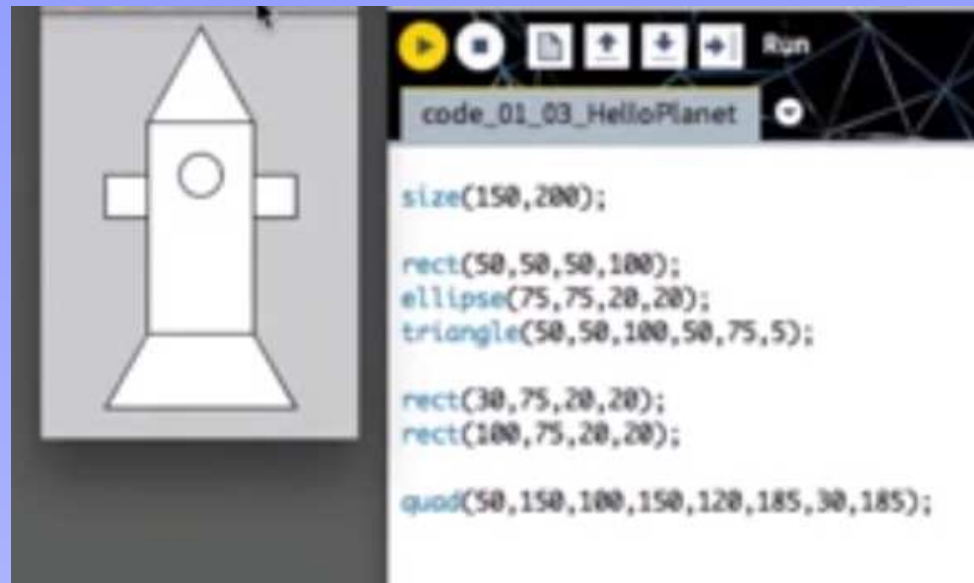 Run
code_01_03_HelloPlanet
size(150,200);
rect(50,50,50,100);
ellipse(75,75,20,20);
triangle(50,50,100,50,75,5);
rect(30,75,20,20);
rect(100,75,20,20);
quad(50,150,100,150,120,185,30,185);